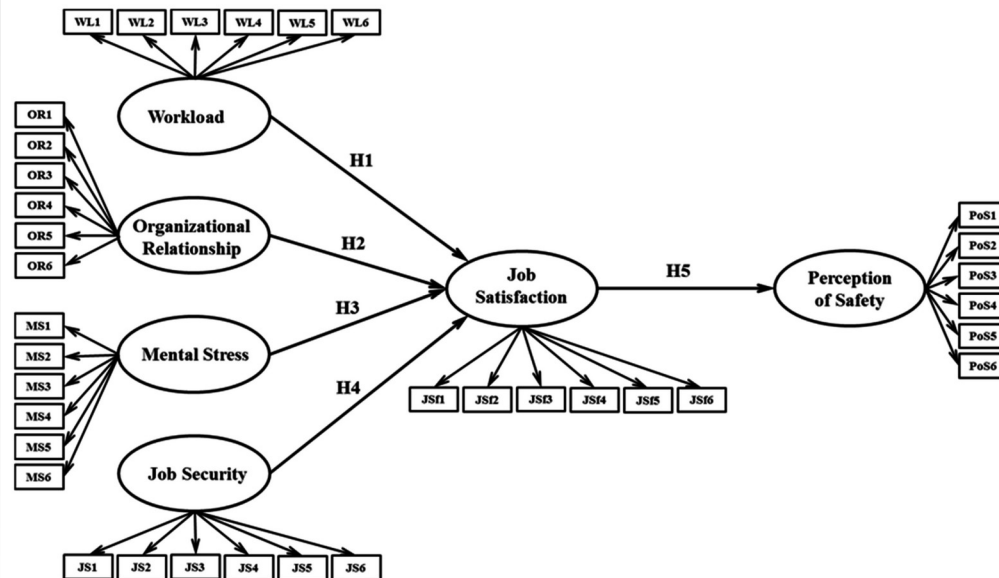 WL1 WL2 WL3 WL4 WL5 WL6
Workload
OR1
OR2
OR3
OR4
OR5
OR6
Organizational
Relationship
MS1
MS2
MS3
MS4
MS5
MS6
Mental Stress
Job Security
JS1 JS2 JS3 JS4 JS5 JS6
H1
H2
H3
H4
Job
Satisfaction
JSf1 JSf2 JSf3 JSf4 JSf5 JSf6
H5
Perception
of Safety
PoS1
PoS2
PoS3
PoS4
PoS5
PoS6